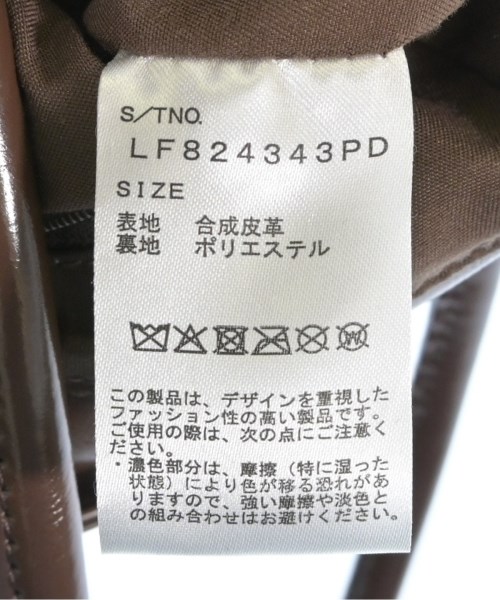 S/TNO.
LF824343PD
SIZE
表地 合成皮革
裏地 ポリエステル
この製品は、デザインを重視した
ファッション性の高い製品です。
ご使用の際は、次の点にご注意く
ださい。
・濃色部分は、摩擦（特に湿った
状態）により色が移る恐れがあ
りますので、強い摩擦や淡色と
の組み合わせはお避けください。